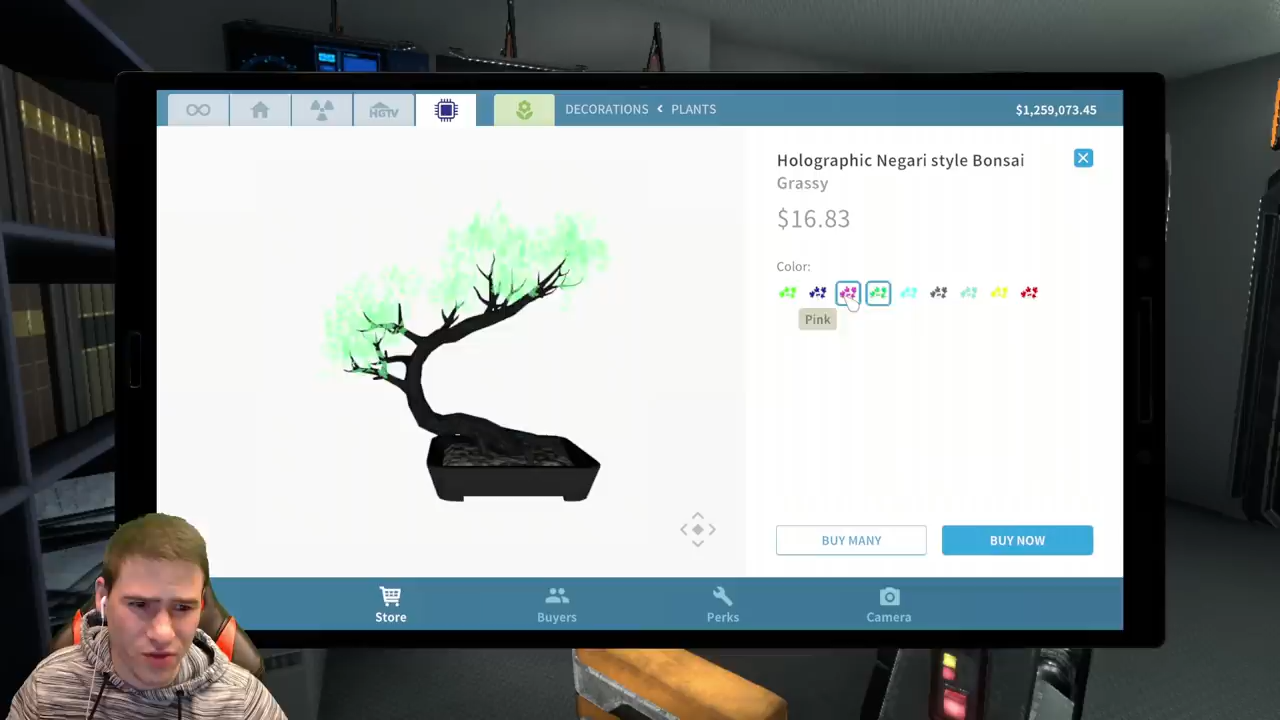 HGTV
DECORATIONS < PLANTS
$1,259,073.45
Holographic Negari style Bonsai
Grassy
$16.83
Color:
Pink
BUY MANY
BUY NOW
Store
Buyers
Perks
Camera